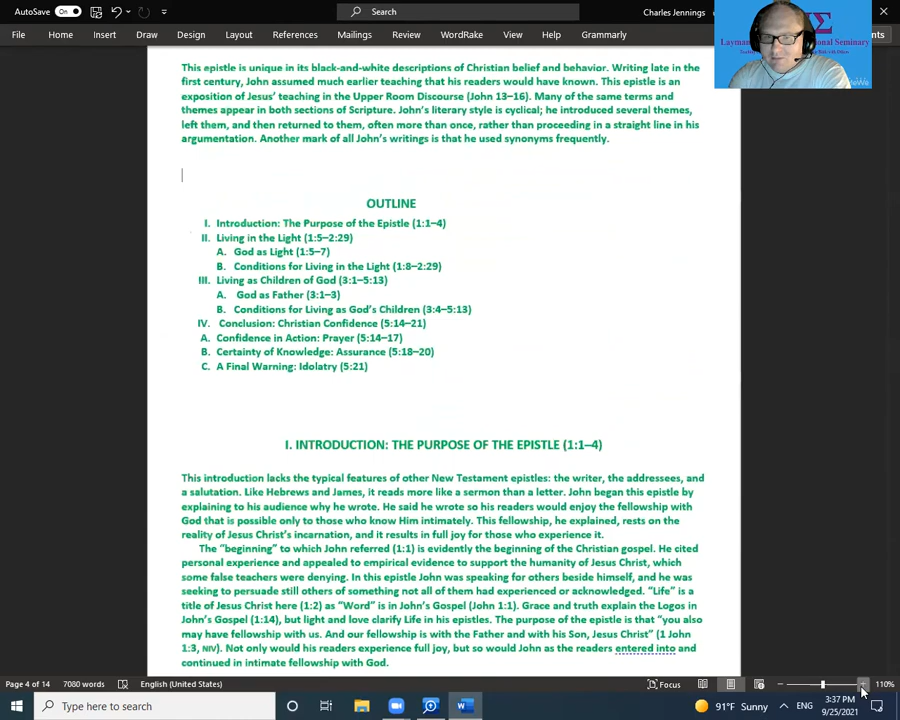 AutoSave On Search Charles Jennings
File Home Insert Draw Design Layout References Mailings Review WordRake View Help Grammarly
This epistle is unique in its black-and-white descriptions of Christian belief and behavior. Writing late in the
first century, John assumed much earlier teaching that his readers would have known. This epistle is an
exposition of Jesus' teaching in the Upper Room Discourse (John 13–16). Many of the same terms and
themes appear in both sections of Scripture. John's literary style is cyclical; he introduced several themes,
left them, and then returned to them, often more than once, rather than proceeding in a straight line in his
argumentation. Another mark of all John's writings is that he used synonyms frequently.
OUTLINE
I. Introduction: The Purpose of the Epistle (1:1–4)
II. Living in the Light (1:5–2:29)
A. God as Light (1:5–7)
B. Conditions for Living in the Light (1:8–2:29)
III. Living as Children of God (3:1–5:13)
A. God as Father (3:1–3)
B. Conditions for Living as God's Children (3:4–5:13)
IV. Conclusion: Christian Confidence (5:14–21)
A. Confidence in Action: Prayer (5:14–17)
B. Certainty of Knowledge: Assurance (5:18–20)
C. A Final Warning: Idolatry (5:21)
I. INTRODUCTION: THE PURPOSE OF THE EPISTLE (1:1–4)
This introduction lacks the typical features of other New Testament epistles: the writer, the addressees, and
a salutation. Like Hebrews and James, it reads more like a sermon than a letter. John began this epistle by
explaining to his audience why he wrote. He said he wrote so his readers would enjoy the fellowship with
God that is possible only to those who know Him intimately. This fellowship, he explained, rests on the
reality of Jesus Christ's incarnation, and it results in full joy for those who experience it.
The "beginning" to which John referred (1:1) is evidently the beginning of the Christian gospel. He cited
personal experience and appealed to empirical evidence to support the humanity of Jesus Christ, which
some false teachers were denying. In this epistle John was speaking for others beside himself, and he was
seeking to persuade still others of something not all of them had experienced or acknowledged. "Life" is a
title of Jesus Christ here (1:2) as "Word" is in John's Gospel (John 1:1). Grace and truth explain the Logos in
John's Gospel (1:14), but light and love clarify Life in his epistles. The purpose of the epistle is that "you also
may have fellowship with us. And our fellowship is with the Father and with his Son, Jesus Christ" (1 John
1:3, NIV). Not only would his readers experience full joy, but so would John as the readers entered into and
continued in intimate fellowship with God.
Page 4 of 14 7080 words English (United States) Focus 110%
Type here to search 91°F Sunny ENG 3:37 PM
9/25/2021